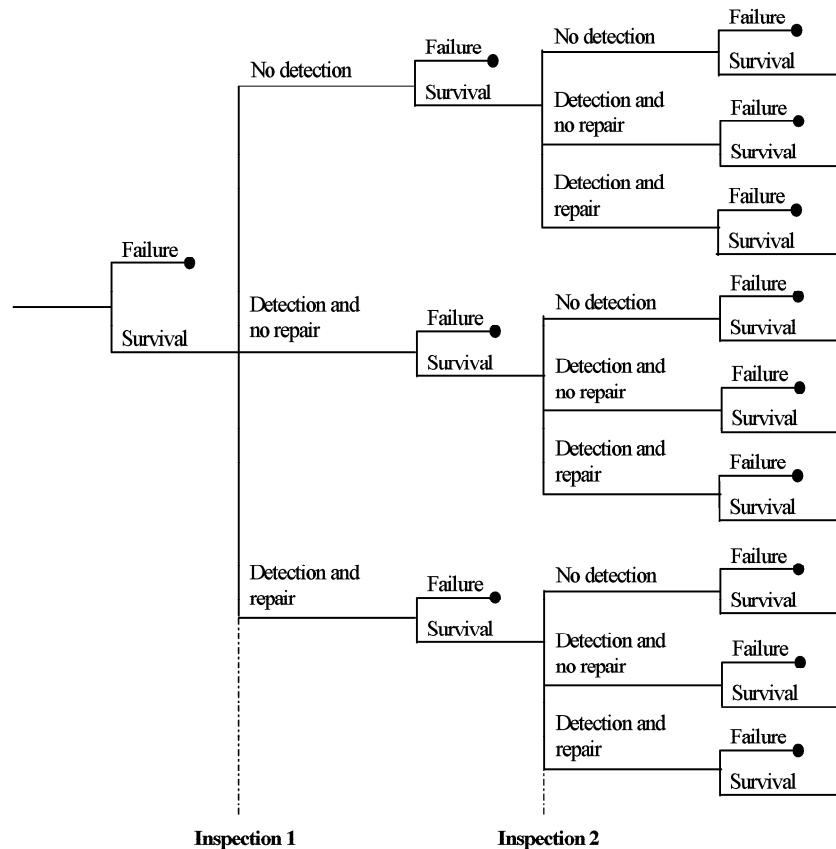 Failure
No detection
Failure
No detection
Survival
Survival
Detection and
no repair
Failure
Survival
Detection and
repair
Failure
Survival
Failure
Survival
Detection and
no repair
Failure
Survival
No detection
Failure
Survival
Detection and
no repair
Failure
Survival
Detection and
repair
Failure
Survival
Detection and
repair
Failure
Survival
No detection
Failure
Survival
Detection and
no repair
Failure
Survival
Detection and
repair
Failure
Survival
Inspection 1
Inspection 2